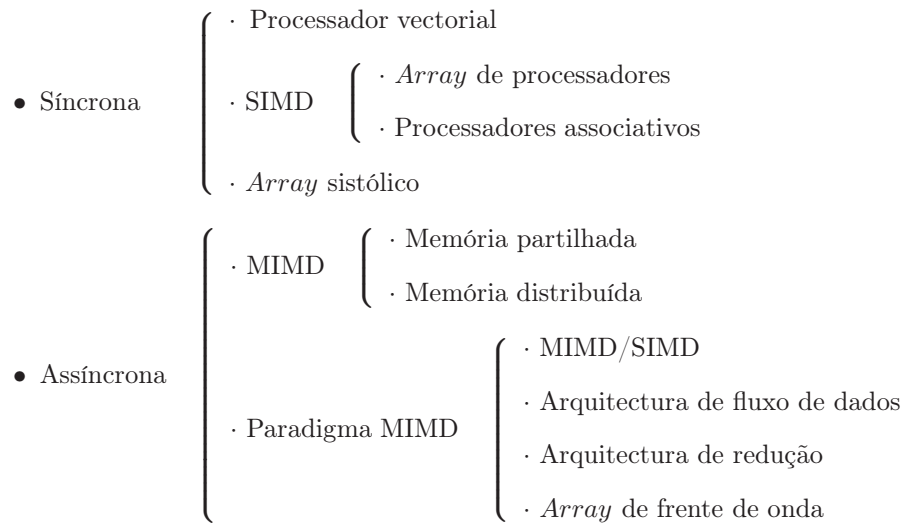 • Síncrona
· Processador vectorial
· SIMD
· Array de processadores
· Processadores associativos
· Array sistólico
• Assíncrona
· MIMD
· Memória partilhada
· Memória distribuída
· Paradigma MIMD
· MIMD/SIMD
· Arquitectura de fluxo de dados
· Arquitectura de redução
· Array de frente de onda